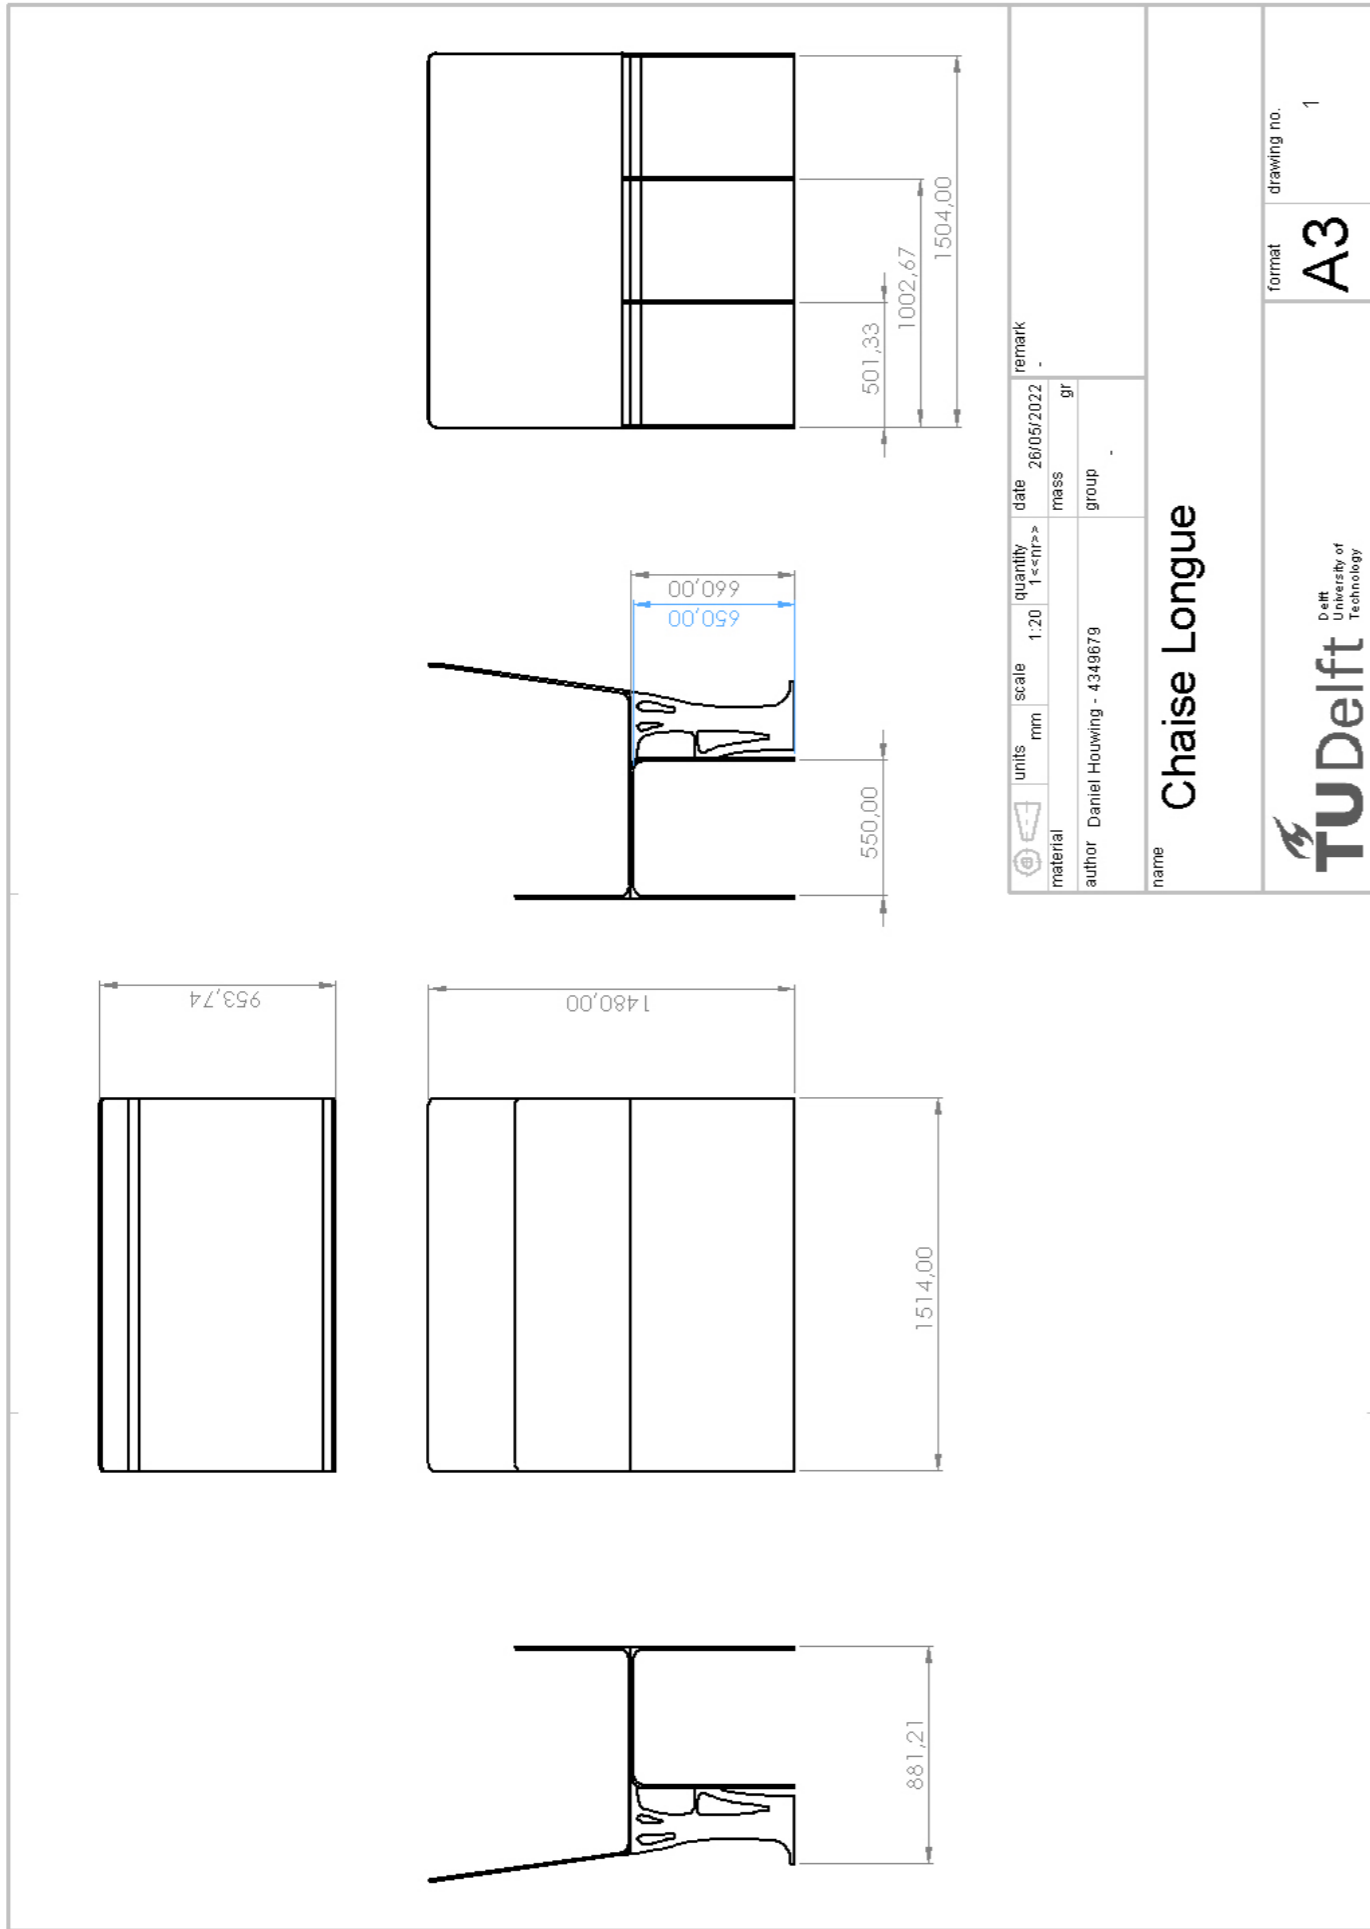 953,74
1480,00
1514,00
881,21
660,00
650,00
550,00
501,33
1002,67
1504,00
units mm
scale 1:20
quantity 1<<nr>>
date 26/05/2022
remark -
material
mass gr
author Daniel Houwing - 4349679
group -
name
Chaise Longue
TUDelft
Delft
University of
Technology
format
A3
drawing no.
1